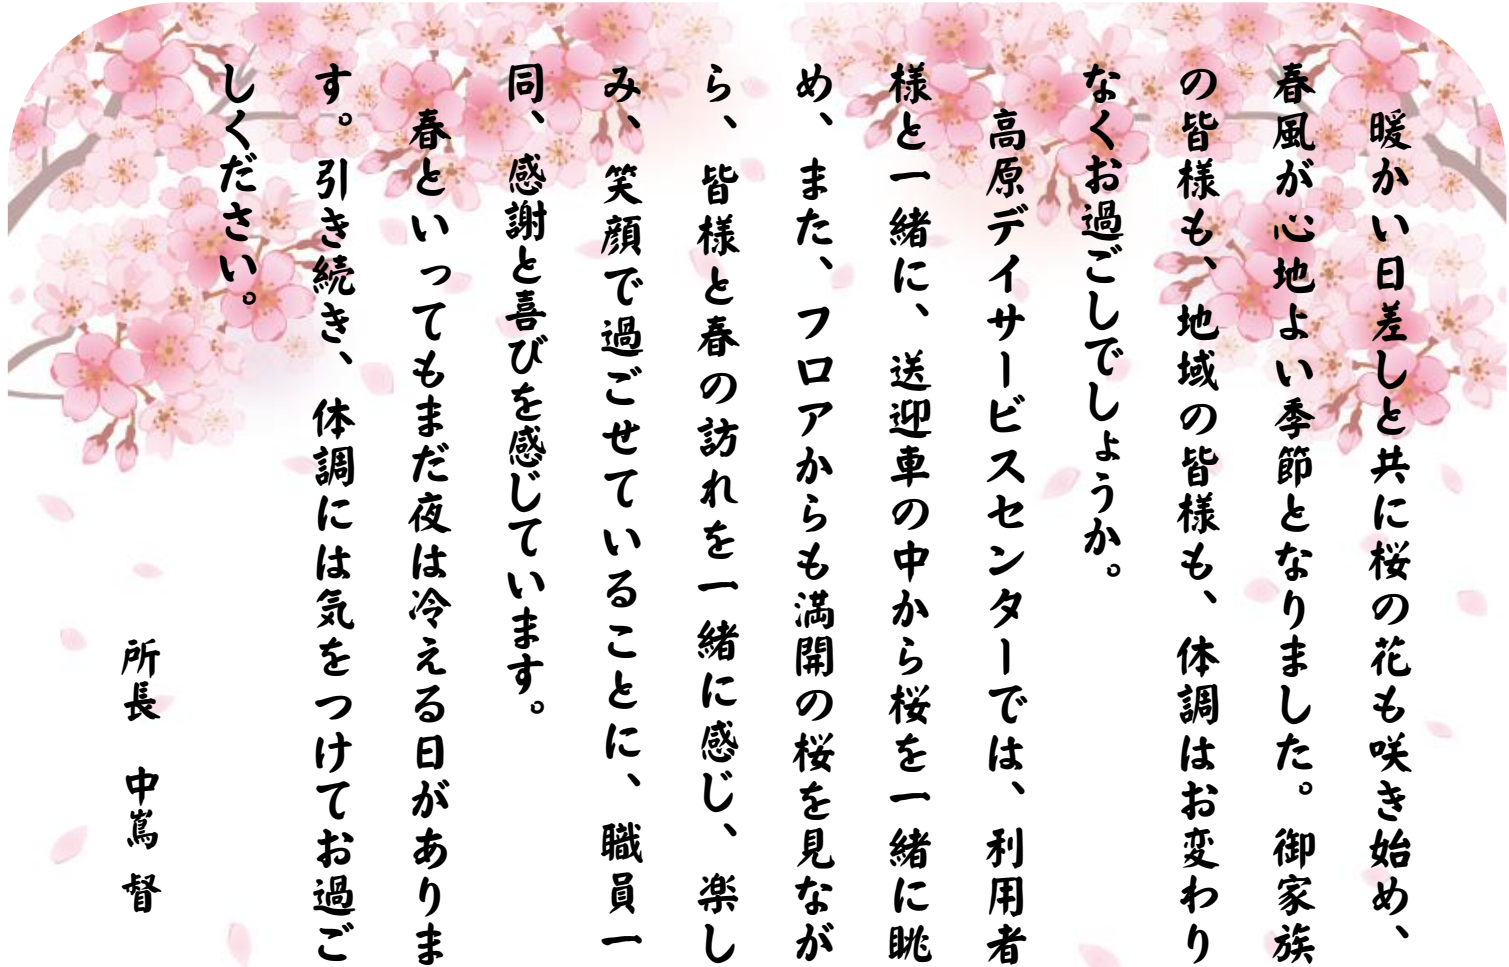 暖かい日差しと共に桜の花も咲き始め、
春風が心地よい季節となりました。御家族
の皆様も、地域の皆様も、体調はお変わり
なくお過ごしでしょうか。
高原デイサービスセンターでは、利用者
様と一緒に、送迎車の中から桜を一緒に眺
め、また、フロアからも満開の桜を見なが
ら、皆様と春の訪れを一緒に感じ、楽し
み、笑顔で過ごせていることに、職員一
同、感謝と喜びを感じています。
春といってもまだ夜は冷える日がありま
す。引き続き、体調には気をつけてお過ご
しください。
所長　中嶌　督